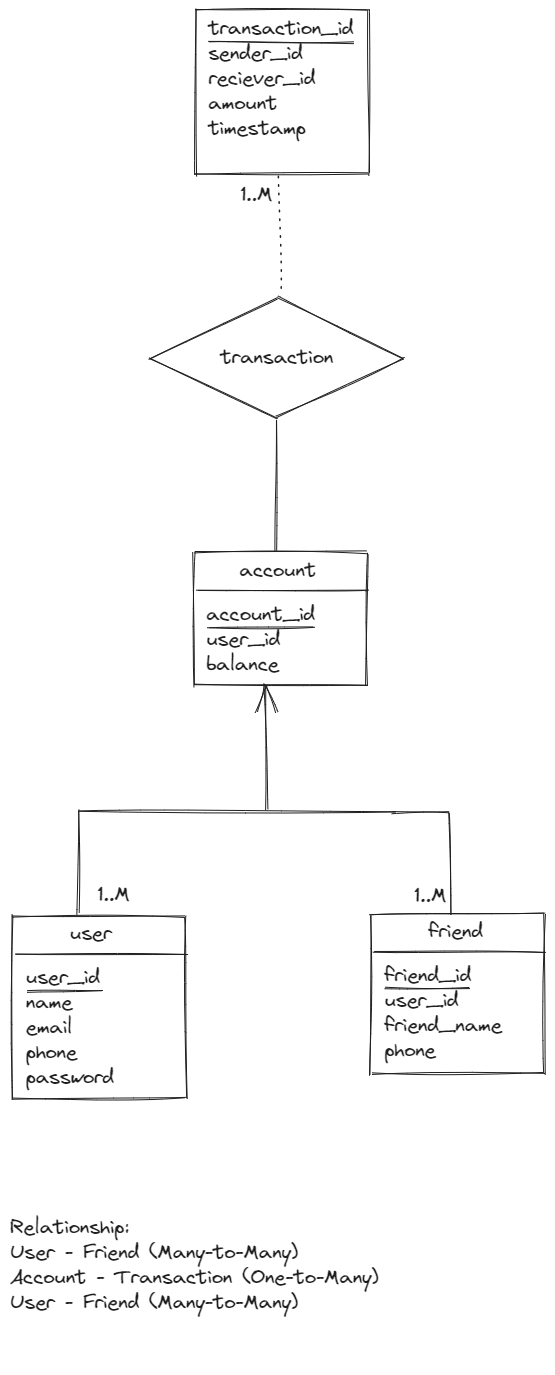 transaction_id
sender_id
reciever_id
amount
timestamp
1..M
transaction
account
account_id
user_id
balance
1..M
1..M
user
user_id
name
email
phone
password
friend
friend_id
user_id
friend_name
phone
Relationship:
User - Friend (Many-to-Many)
Account - Transaction (One-to-Many)
User - Friend (Many-to-Many)